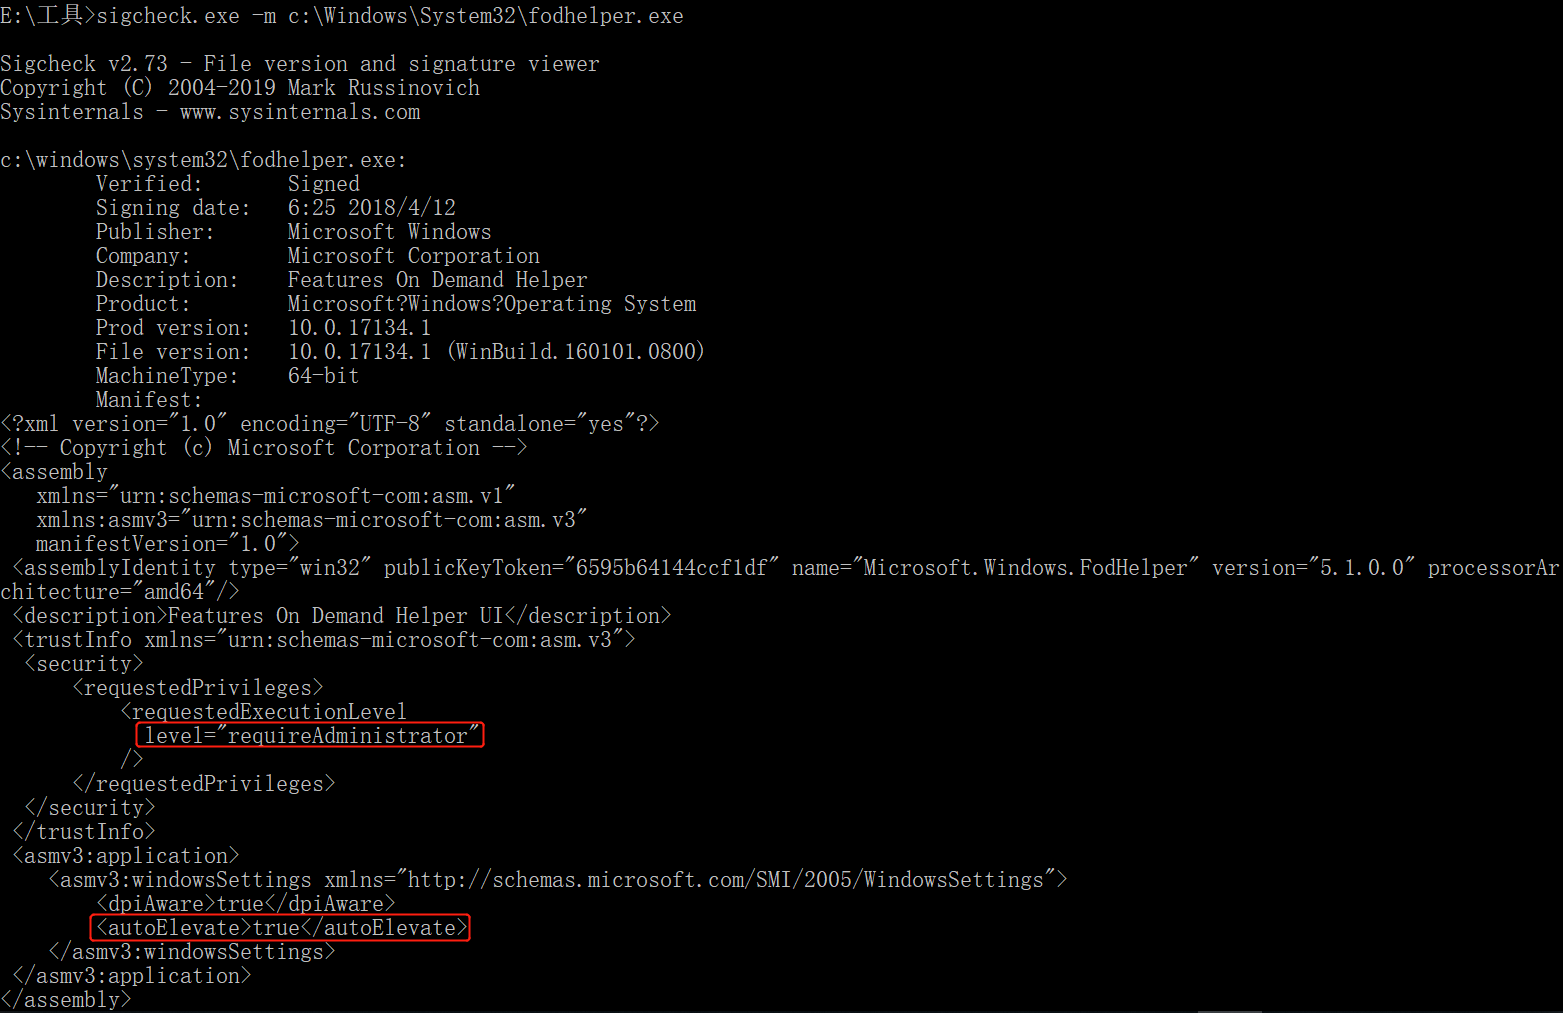 E:\工具>sigcheck.exe -m c:\Windows\System32\fodhelper.exe
Sigcheck v2.73 - File version and signature viewer
Copyright (C) 2004-2019 Mark Russinovich
Sysinternals - www.sysinternals.com
c:\windows\system32\fodhelper.exe:
Verified: Signed
Signing date: 6:25 2018/4/12
Publisher: Microsoft Windows
Company: Microsoft Corporation
Description: Features On Demand Helper
Product: Microsoft?Windows?Operating System
Prod version: 10.0.17134.1
File version: 10.0.17134.1 (WinBuild.160101.0800)
MachineType: 64-bit
Manifest:
<?xml version="1.0" encoding="UTF-8" standalone="yes"?>
<!-- Copyright (c) Microsoft Corporation -->
<assembly
xmlns="urn:schemas-microsoft-com:asm.v1"
xmlns:asmv3="urn:schemas-microsoft-com:asm.v3"
manifestVersion="1.0">
<assemblyIdentity type="win32" publicKeyToken="6595b64144ccf1df" name="Microsoft.Windows.FodHelper" version="5.1.0.0" processorAr
chitecture="amd64"/>
<description>Features On Demand Helper UI</description>
<trustInfo xmlns="urn:schemas-microsoft-com:asm.v3">
<security>
<requestedPrivileges>
<requestedExecutionLevel
level="requireAdministrator"
/>
</requestedPrivileges>
</security>
</trustInfo>
<asmv3:application>
<asmv3:windowsSettings xmlns="http://schemas.microsoft.com/SMI/2005/WindowsSettings">
<dpiAware>true</dpiAware>
<autoElevate>true</autoElevate>
</asmv3:windowsSettings>
</asmv3:application>
</assembly>